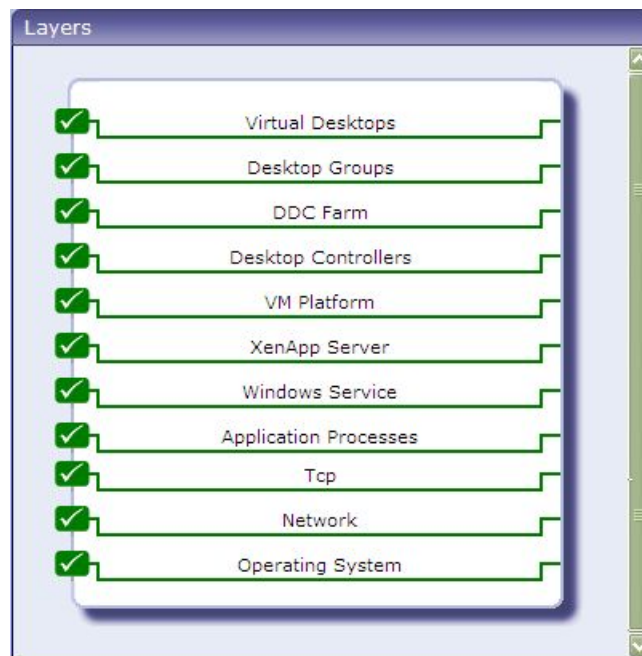 Layers
Virtual Desktops
Desktop Groups
DDC Farm
Desktop Controllers
VM Platform
XenApp Server
Windows Service
Application Processes
Tcp
Network
Operating System